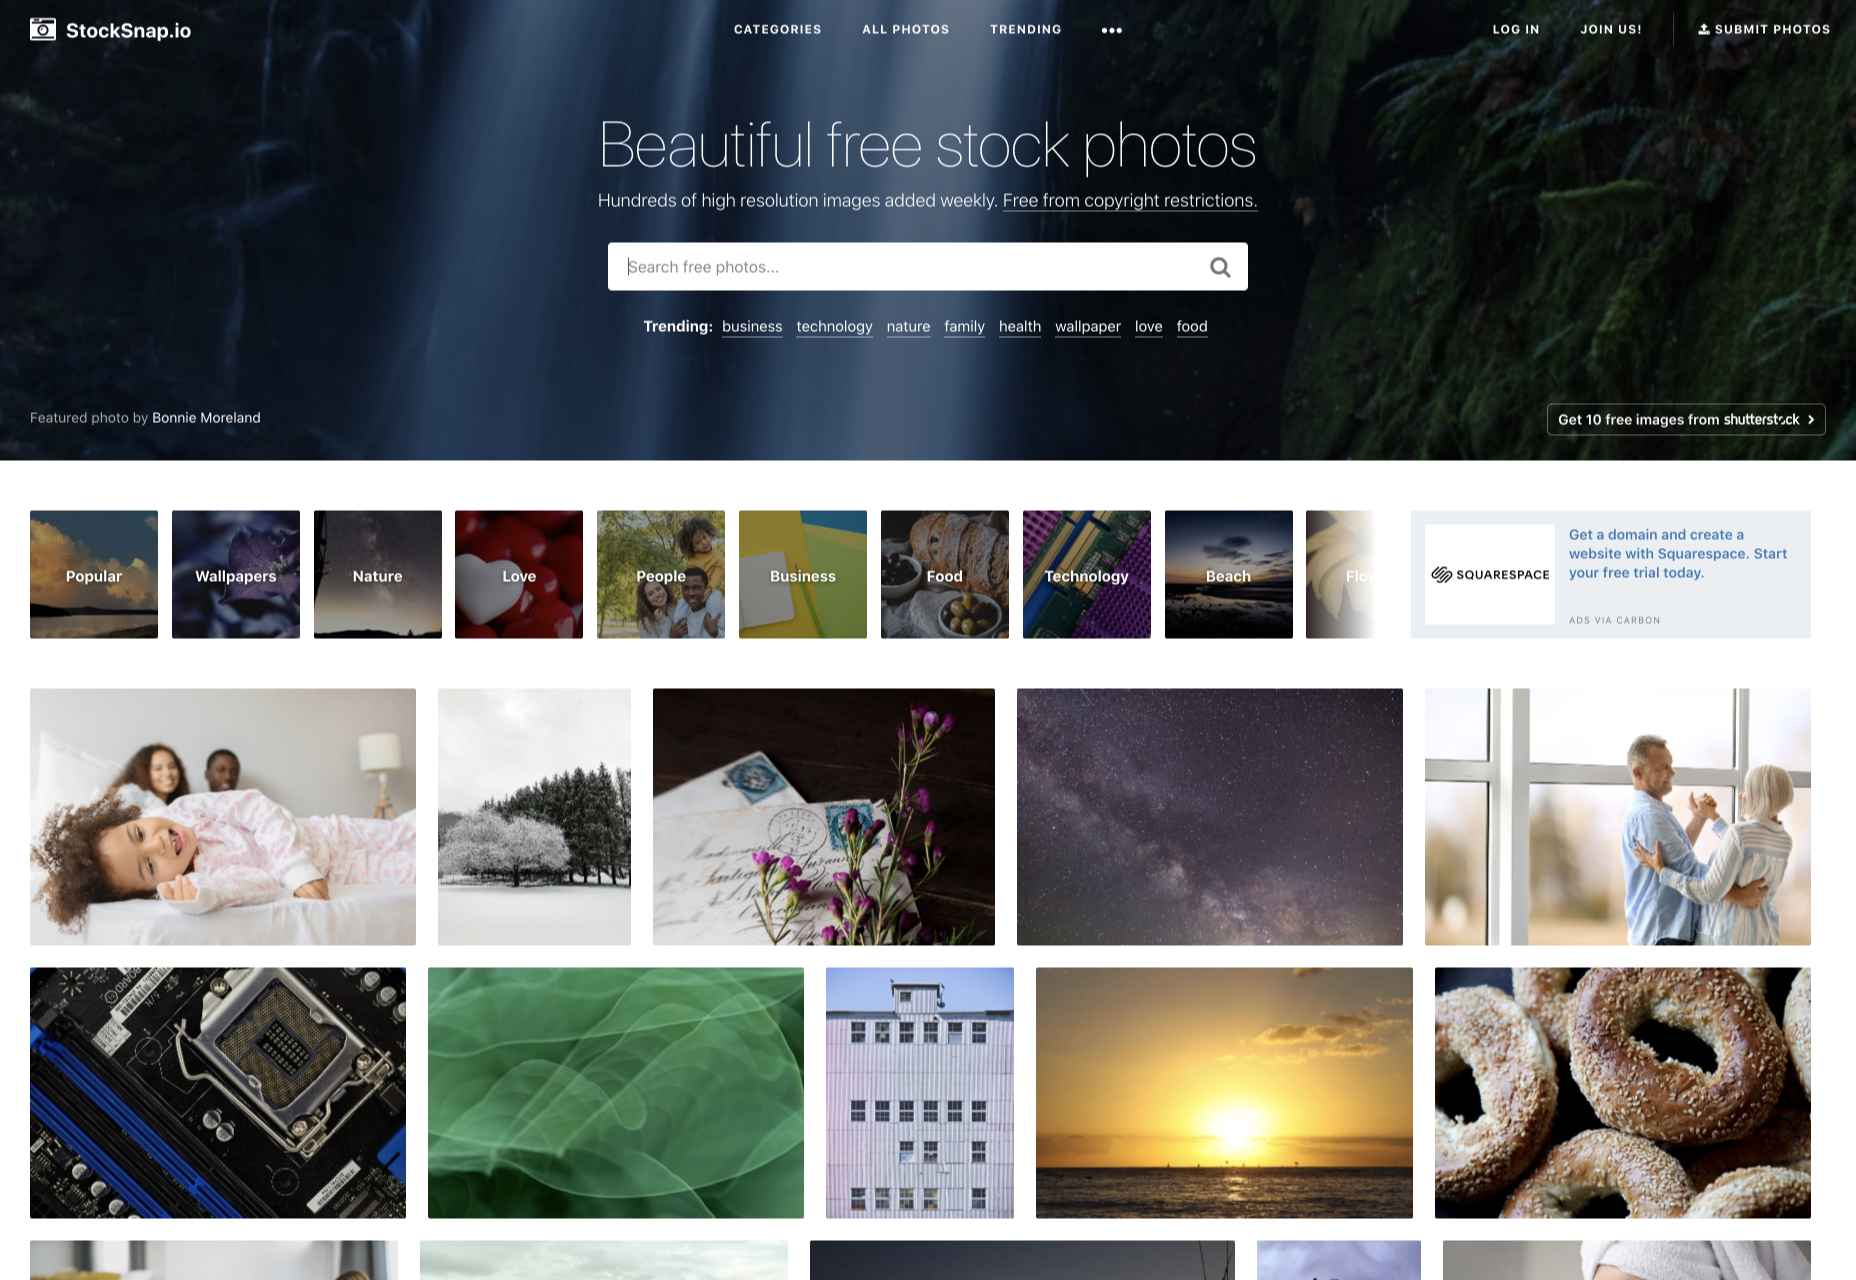 StockSnap.io
CATEGORIES
ALL PHOTOS
TRENDING
•••
LOG IN
JOIN US!
SUBMIT PHOTOS
Beautiful free stock photos
Hundreds of high resolution images added weekly. Free from copyright restrictions.
Search free photos...
Trending: business technology nature family health wallpaper love food
Featured photo by Bonnie Moreland
Get 10 free images from shutterstock
Popular
Wallpapers
Nature
Love
People
Business
Food
Technology
Beach
SQUARESPACE
Get a domain and create a
website with Squarespace. Start
your free trial today.
ADS VIA CARBON